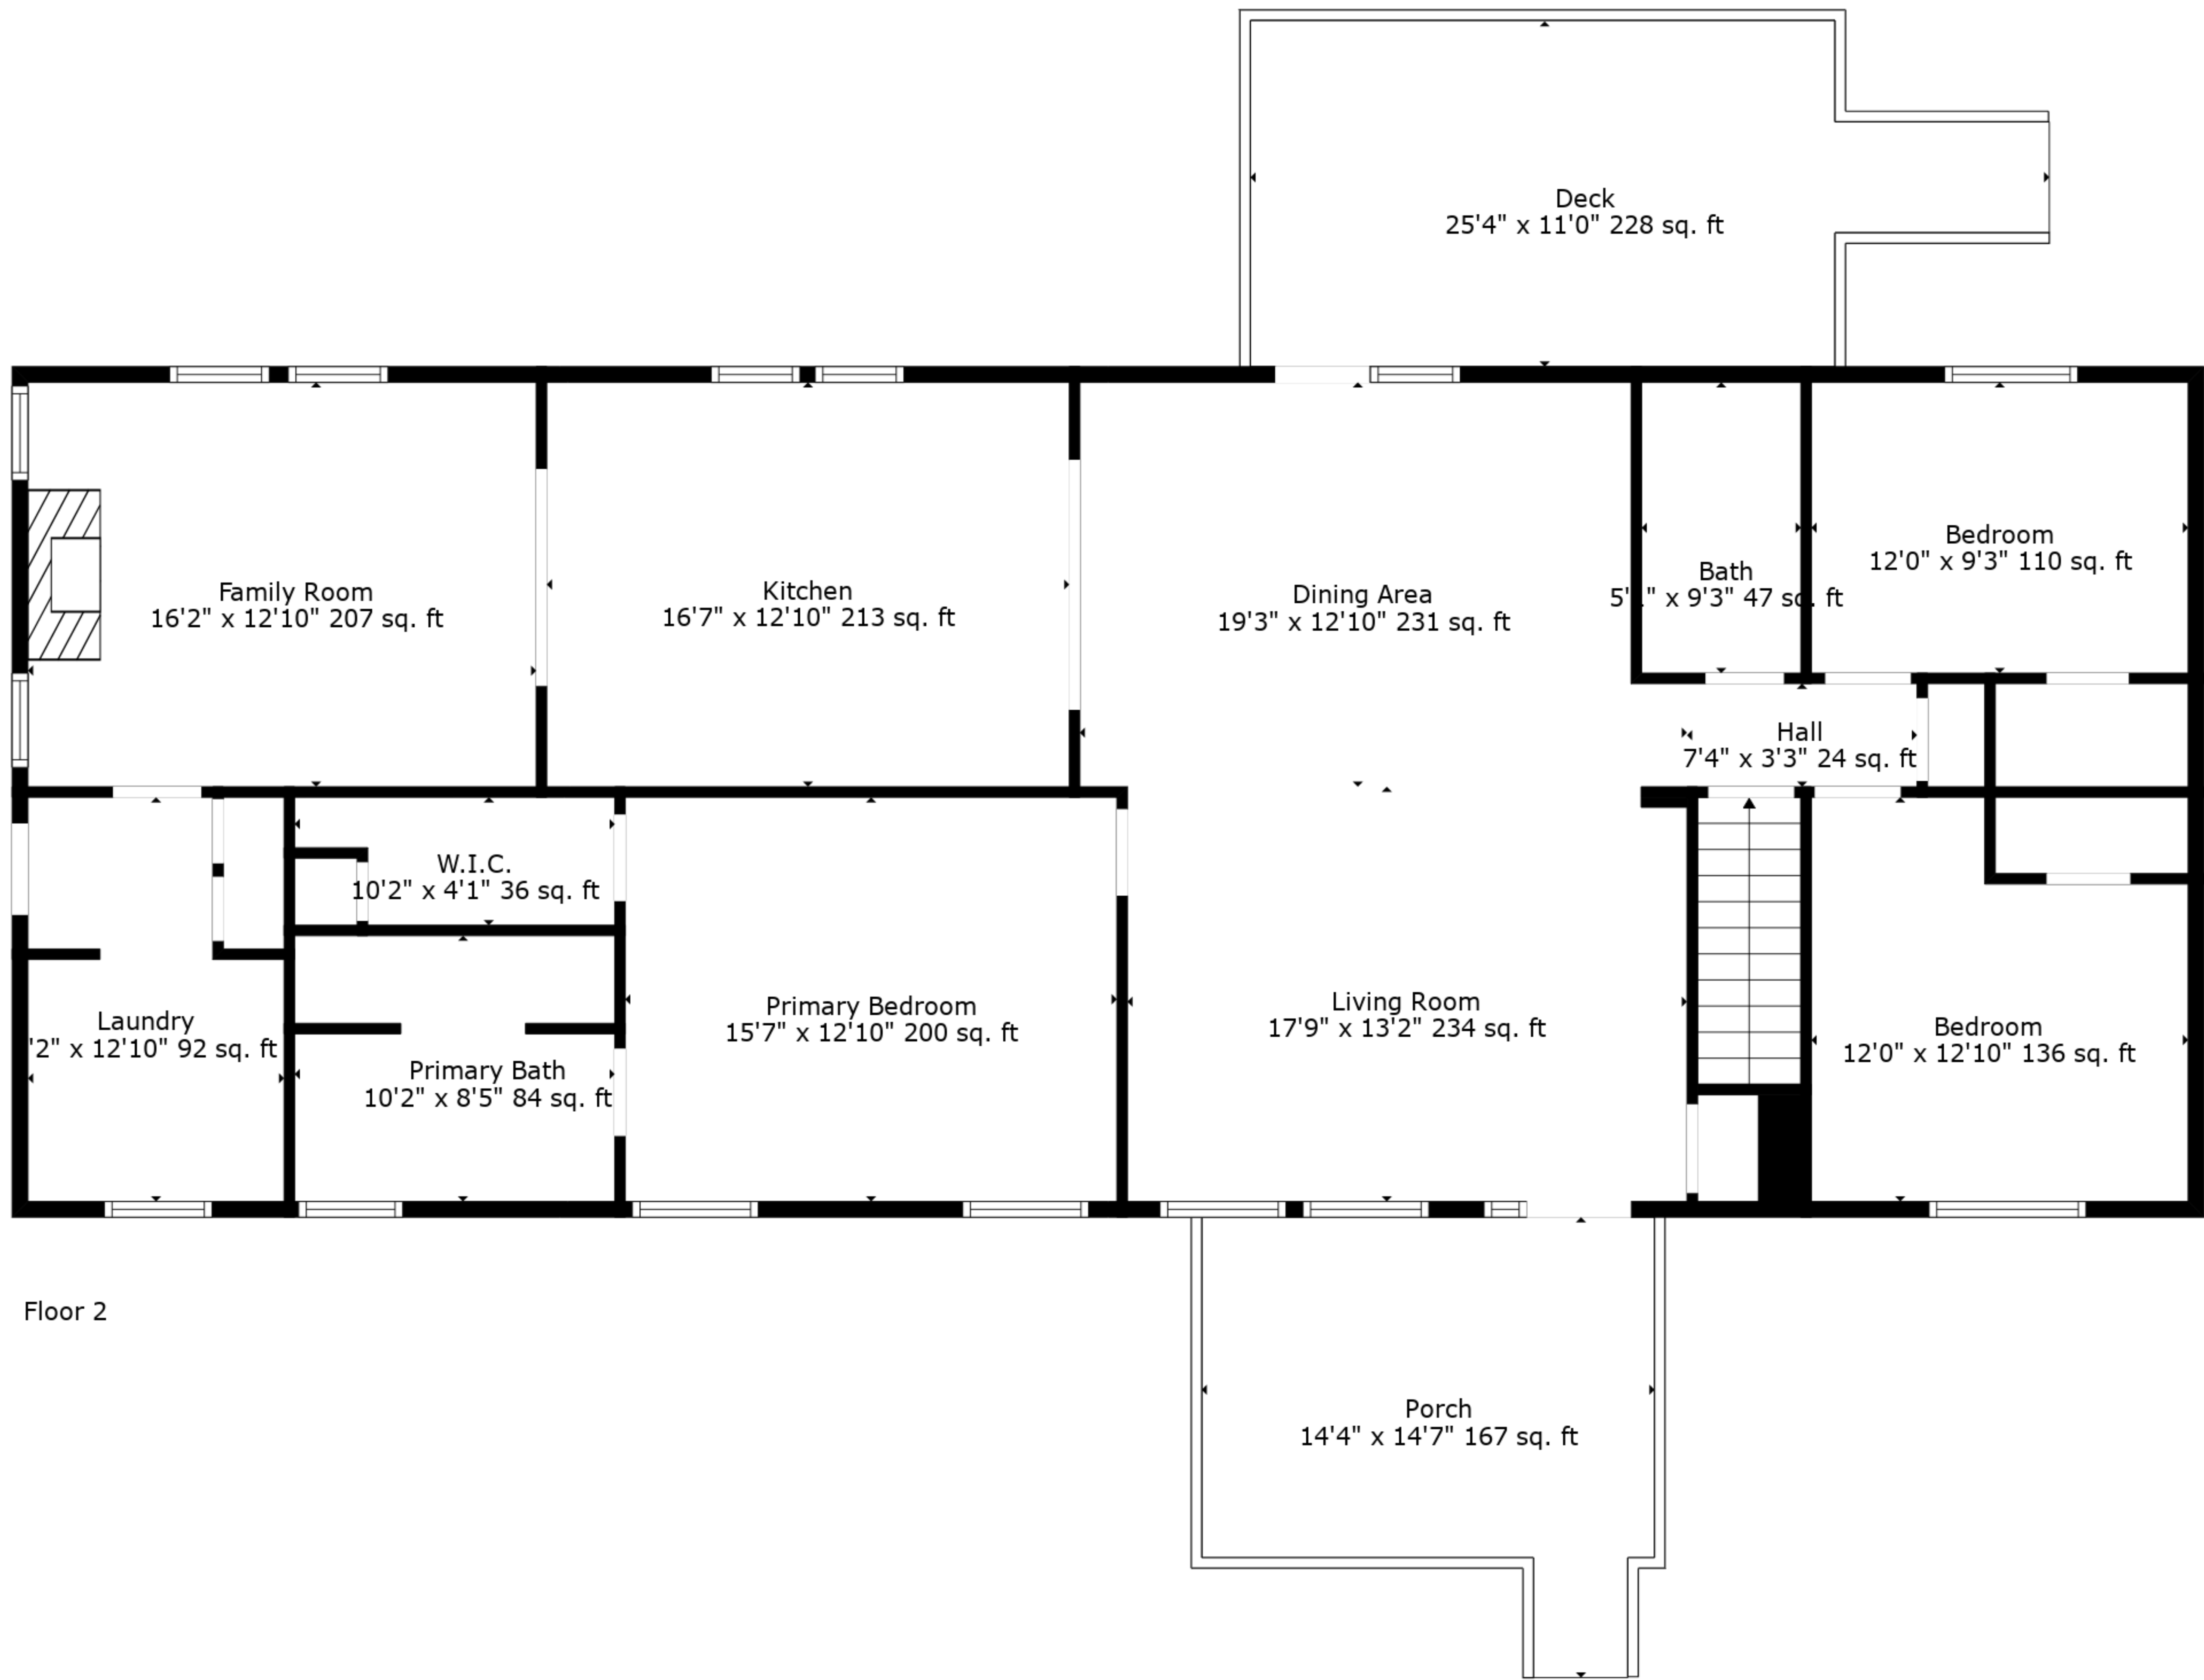 Deck
25'4" x 11'0" 228 sq. ft
Family Room
16'2" x 12'10" 207 sq. ft
Kitchen
16'7" x 12'10" 213 sq. ft
Dining Area
19'3" x 12'10" 231 sq. ft
Bath
x 9'3" 47 sq. ft
Bedroom
12'0" x 9'3" 110 sq. ft
Hall
7'4" x 3'3" 24 sq. ft
W.I.C.
10'2" x 4'1" 36 sq. ft
Laundry
'2" x 12'10" 92 sq. ft
Primary Bath
10'2" x 8'5" 84 sq. ft
Primary Bedroom
15'7" x 12'10" 200 sq. ft
Living Room
17'9" x 13'2" 234 sq. ft
Bedroom
12'0" x 12'10" 136 sq. ft
Floor 2
Porch
14'4" x 14'7" 167 sq. ft